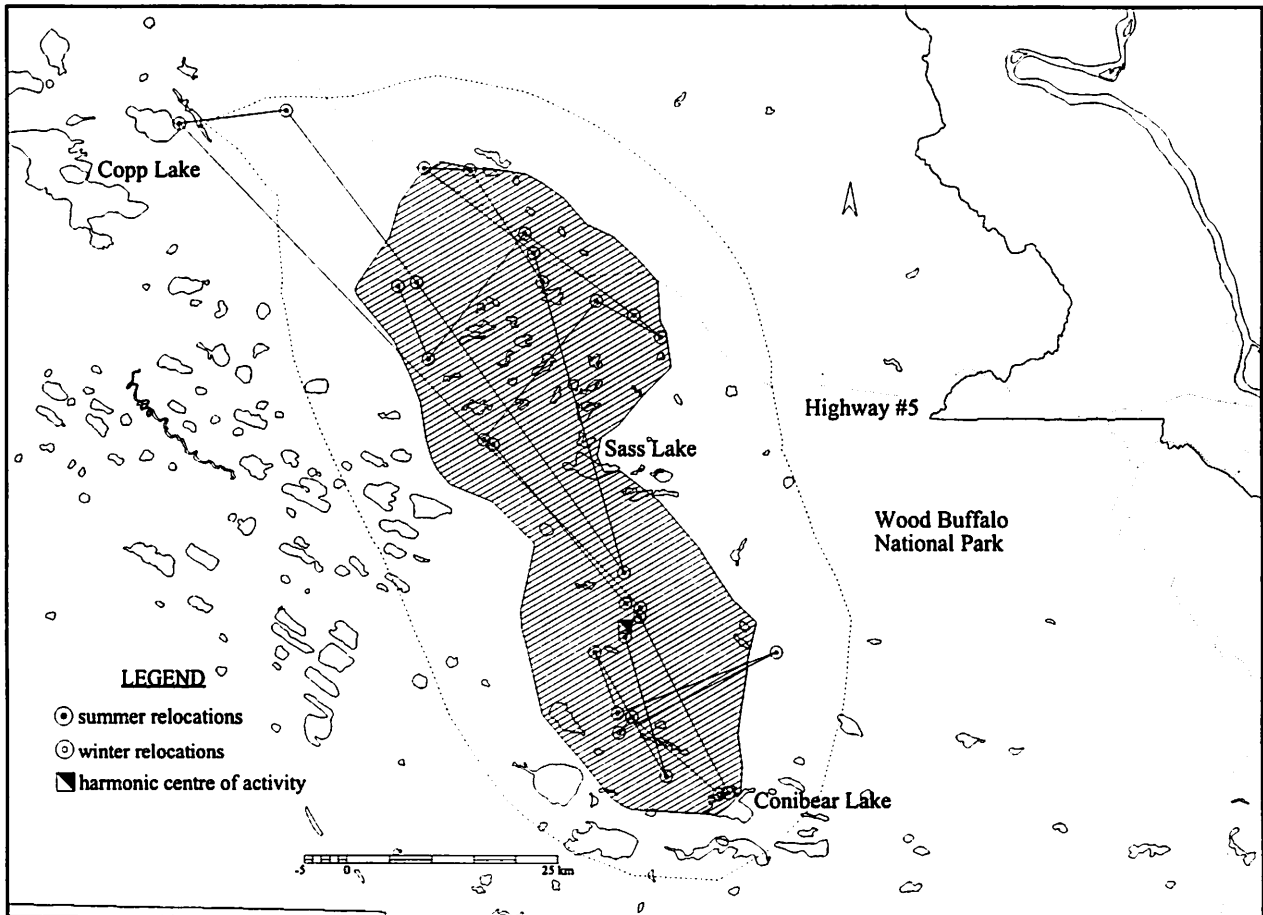 Copp Lake
Highway #5
Sass Lake
Wood Buffalo
National Park
LEGEND
summer relocations
winter relocations
harmonic centre of activity
Conibear Lake
-5 0 25 km